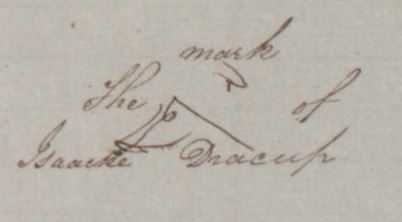 mark
The of
Isaacke Dracup